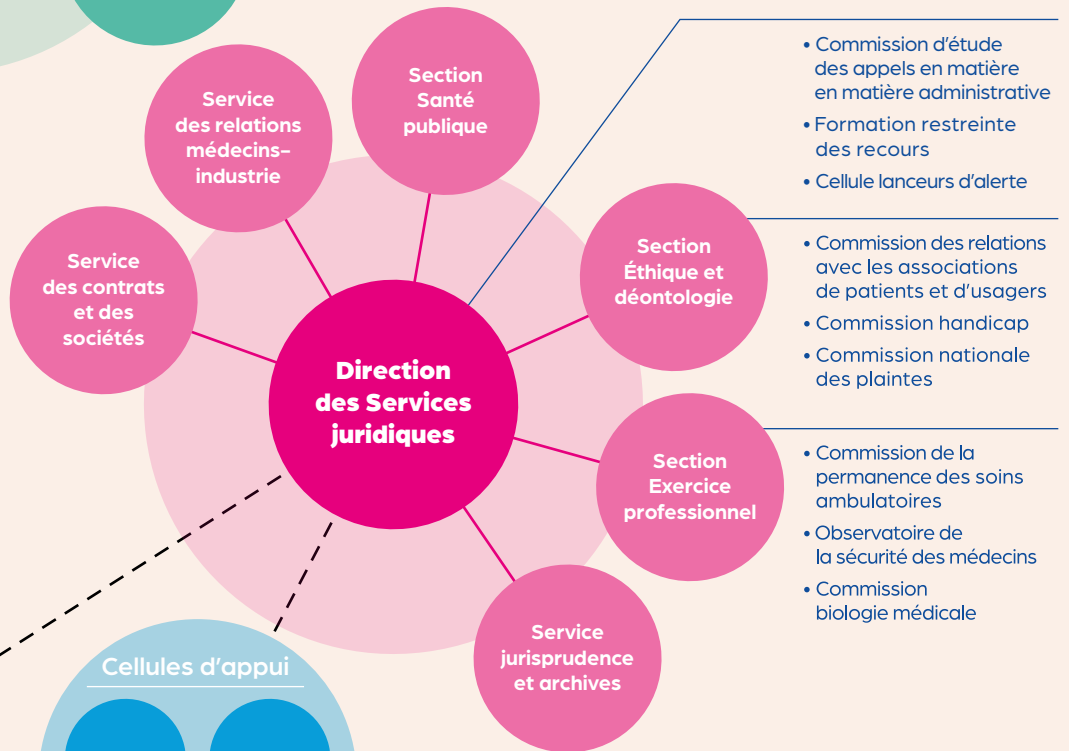 Section
Santé
publique
Service
des relations
médecins-
industrie
Service
des contrats
et des
sociétés
Direction
des Services
juridiques
Section
Éthique et
déontologie
Section
Exercice
professionnel
Service
jurisprudence
et archives
Cellules d'appui
• Commission d'étude
des appels en matière
en matière administrative
• Formation restreinte
des recours
• Cellule lanceurs d'alerte
• Commission des relations
avec les associations
de patients et d'usagers
• Commission handicap
• Commission nationale
des plaintes
• Commission de la
permanence des soins
ambulatoires
• Observatoire de
la sécurité des médecins
• Commission
biologie médicale